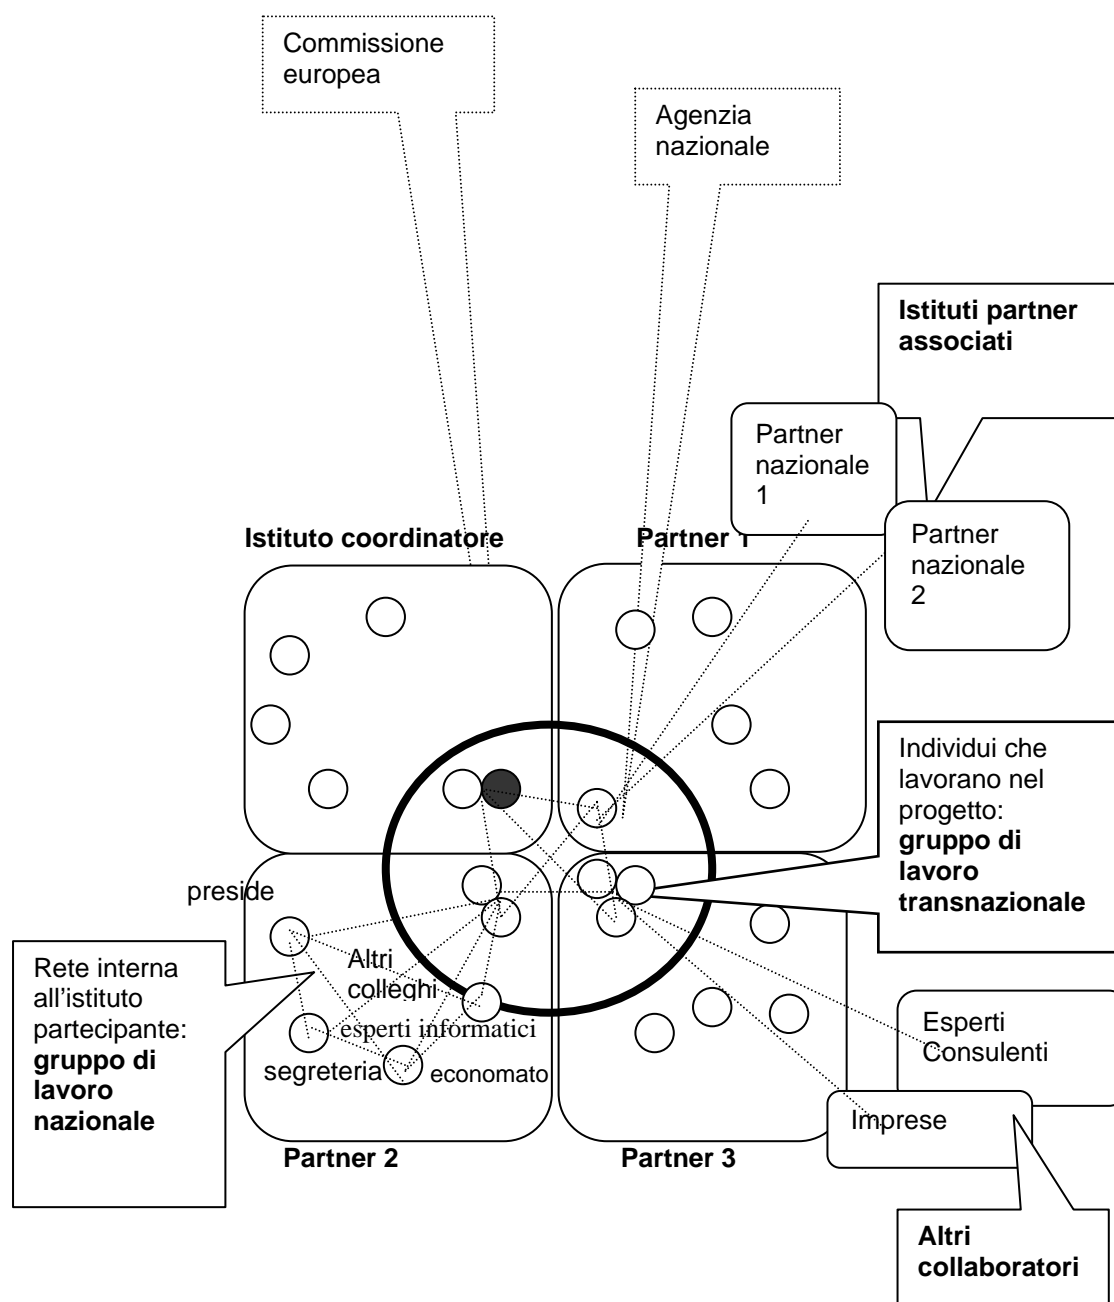 Commissione
europea
Agenzia
nazionale
Istituti partner
associati
Partner
nazionale
1
Partner
nazionale
2
Istituto coordinatore
Partner 1
Individui che
lavorano nel
progetto:
gruppo di
lavoro
transnazionale
preside
Rete interna
all'istituto
partecipante:
gruppo di
lavoro
nazionale
Altri
colleghi
esperti informatici
segreteria
economato
Esperti
Consulenti
Imprese
Partner 2
Partner 3
Altri
collaboratori